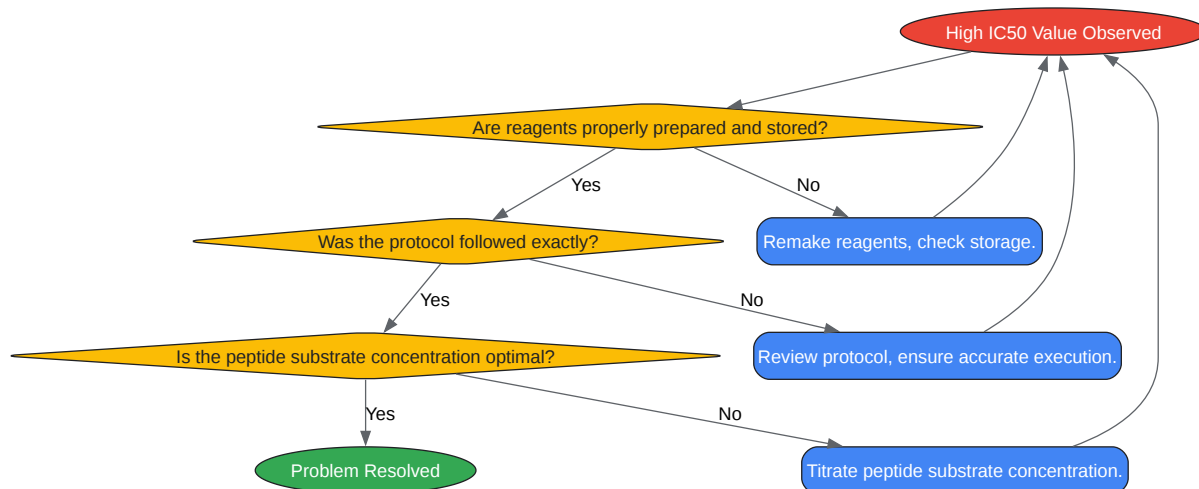 High IC50 Value Observed
Are reagents properly prepared and stored?
Yes
No
Was the protocol followed exactly?
Remake reagents, check storage.
Yes
No
Is the peptide substrate concentration optimal?
Review protocol, ensure accurate execution.
Yes
No
Problem Resolved
Titrate peptide substrate concentration.